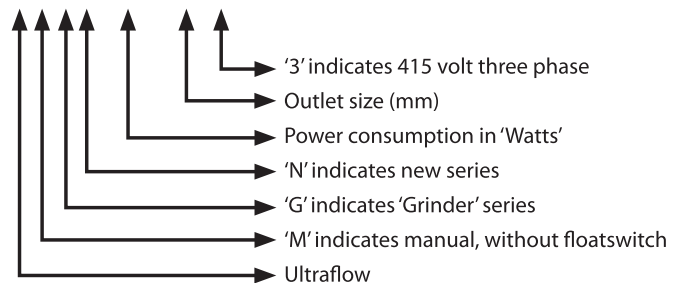 ‘3’ indicates 415 volt three phase
Outlet size (mm)
Power consumption in ‘Watts’
‘N’ indicates new series
‘G’ indicates ‘Grinder’ series
‘M’ indicates manual, without floatswitch
Ultraflow